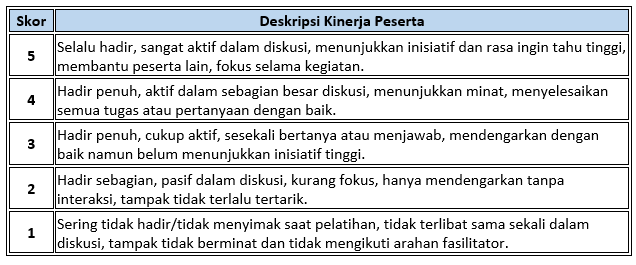 Skor Deskripsi Kinerja Peserta
5 Selalu hadir, sangat aktif dalam diskusi, menunjukkan inisiatif dan rasa ingin tahu tinggi,
membantu peserta lain, fokus selama kegiatan.
4 Hadir penuh, aktif dalam sebagian besar diskusi, menunjukkan minat, menyelesaikan
semua tugas atau pertanyaan dengan baik.
3 Hadir penuh, cukup aktif, sesekali bertanya atau menjawab, mendengarkan dengan
baik namun belum menunjukkan inisiatif tinggi.
2 Hadir sebagian, pasif dalam diskusi, kurang fokus, hanya mendengarkan tanpa
interaksi, tampak tidak terlalu tertarik.
1 Sering tidak hadir/tidak menyimak saat pelatihan, tidak terlibat sama sekali dalam
diskusi, tampak tidak berminat dan tidak mengikuti arahan fasilitator.